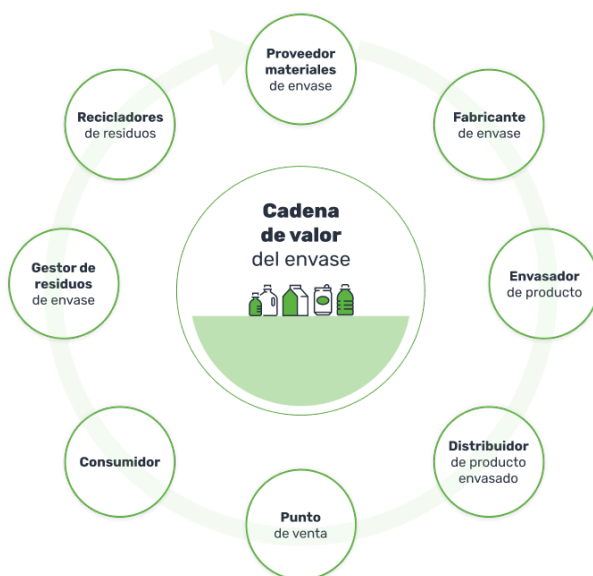 Proveedor
materiales
de envase
Fabricante
de envase
Envasador
de producto
Distribuidor
de producto
envasado
Punto
de venta
Consumidor
Gestor de
residuos
de envase
Recicladores
de residuos
Cadena
de valor
del envase